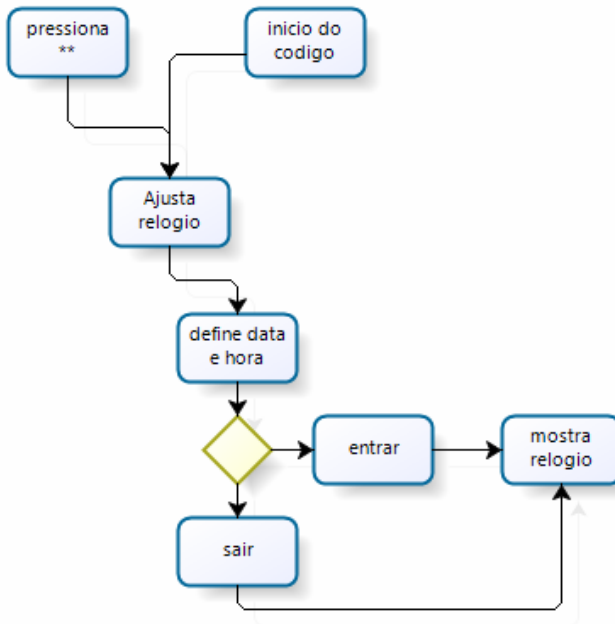 pressiona
**
inicio do
codigo
Ajusta
relogio
define data
e hora
entrar
mostra
relogio
sair